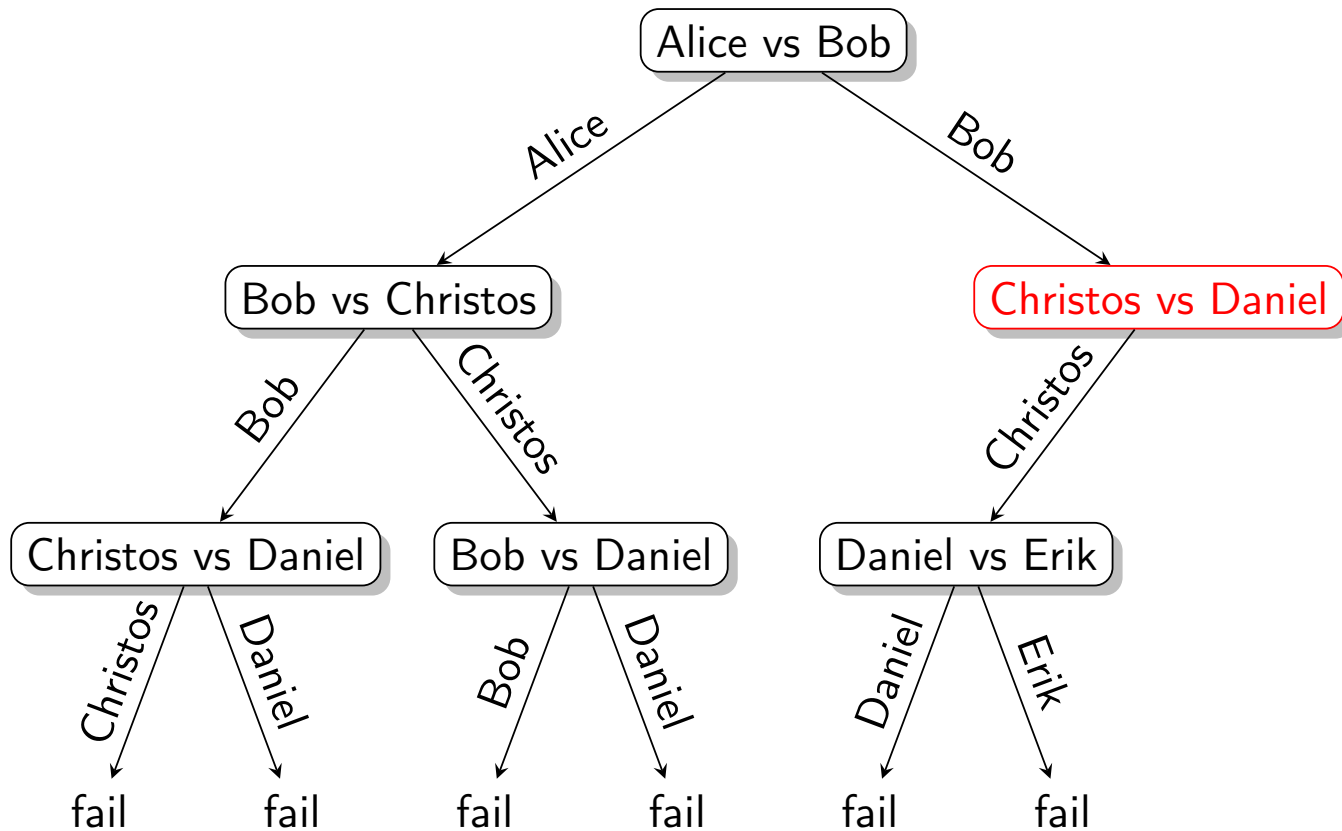 Alice vs Bob
Alice
Bob
Bob vs Christos
Christos vs Daniel
Bob
Christos
Christos
Christos vs Daniel
Bob vs Daniel
Daniel vs Erik
Christos
Daniel
Bob
Daniel
Daniel
Erik
fail
fail
fail
fail
fail
fail